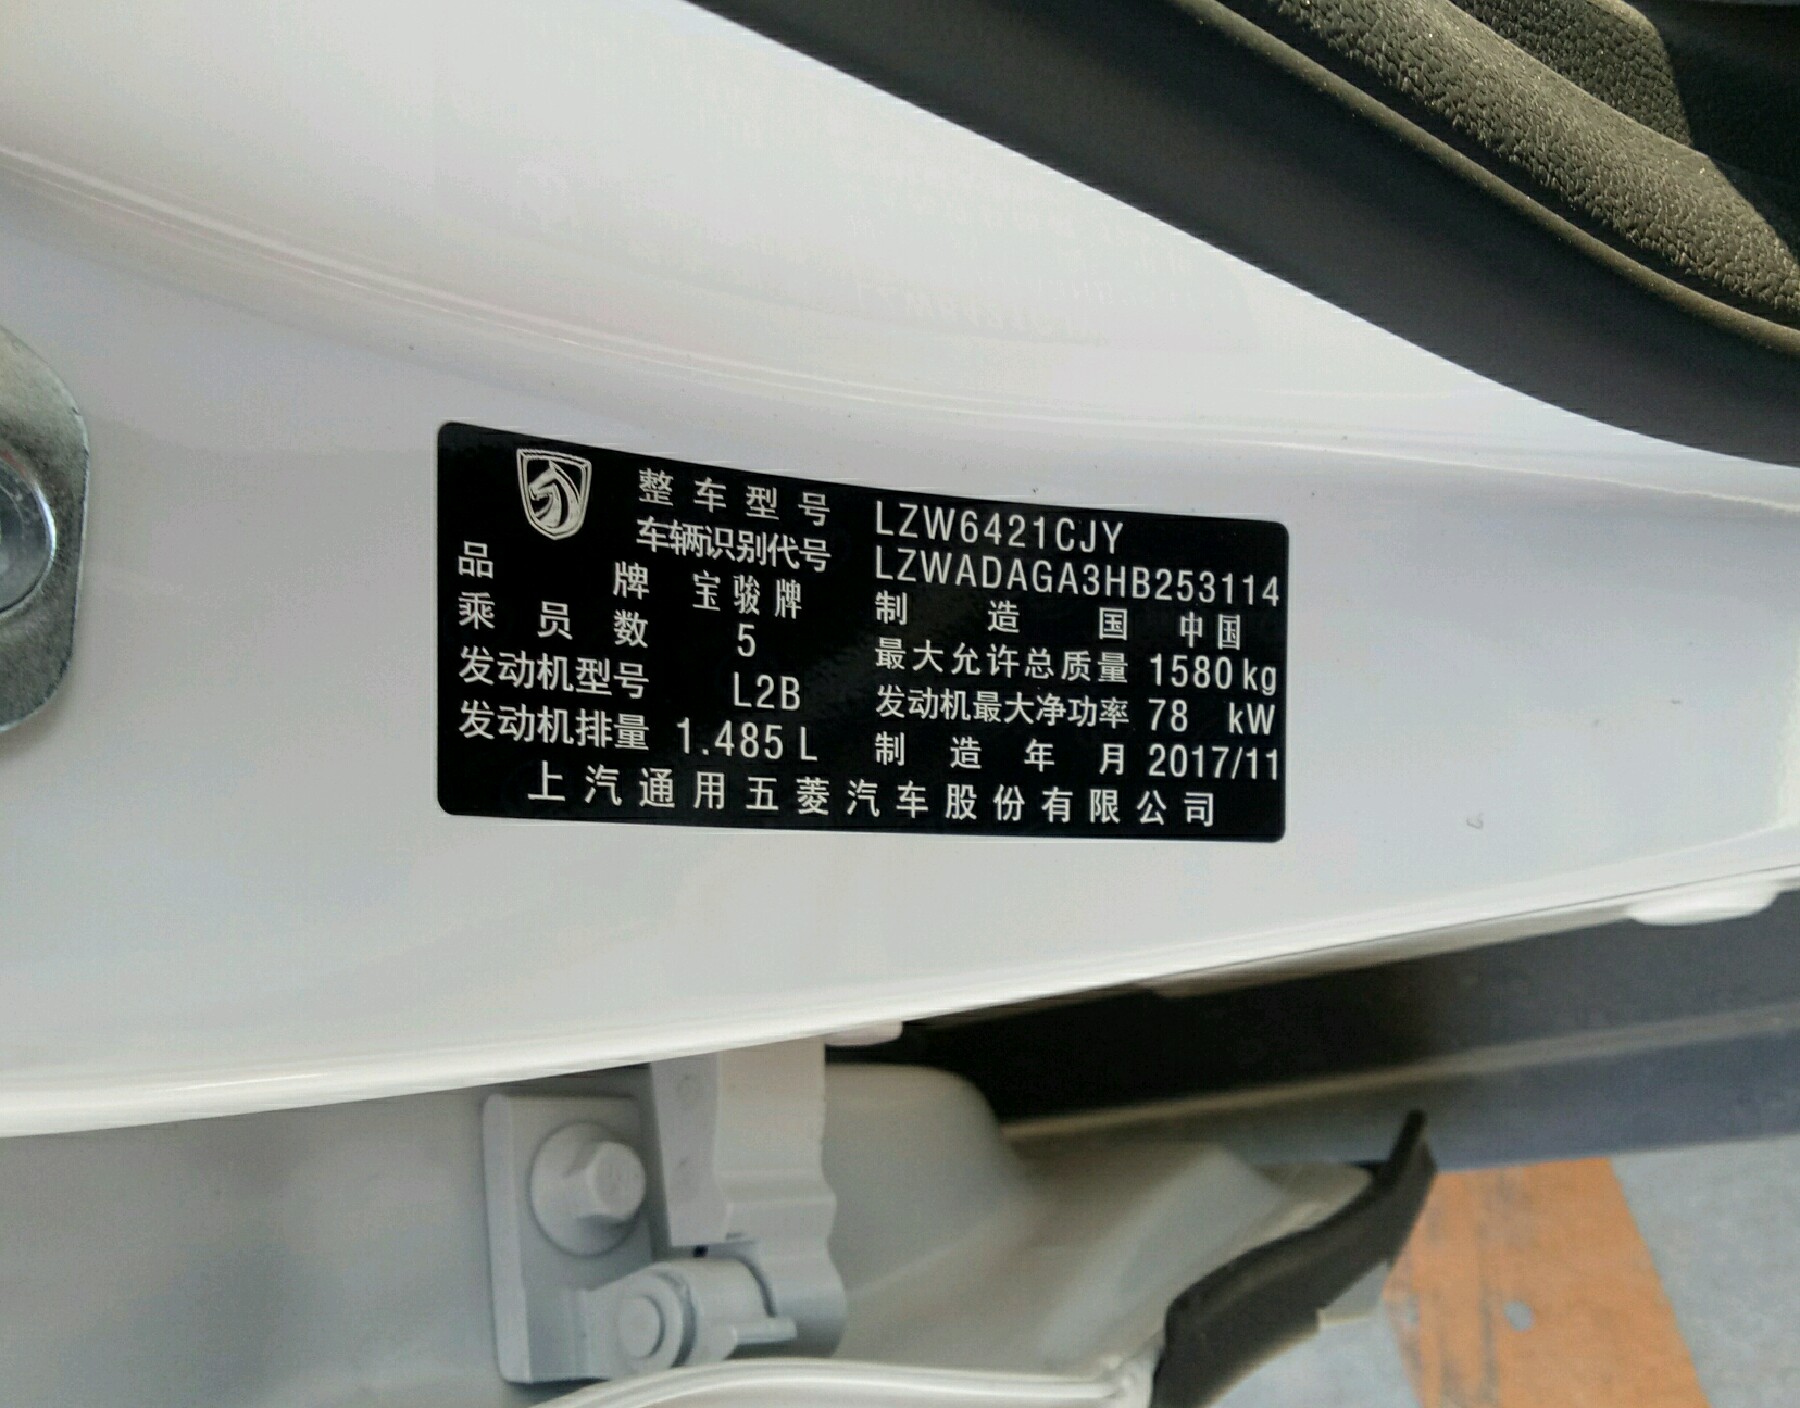 整车型号 LZW6421CJY
车辆识别代号 LZWADAGA3HB253114
品牌 宝骏牌 制造国 中国
乘员数 5 最大允许总质量 1580 kg
发动机型号 L2B 发动机最大净功率 78 kW
发动机排量 1.485 L 制造年月 2017/11
上汽通用五菱汽车股份有限公司